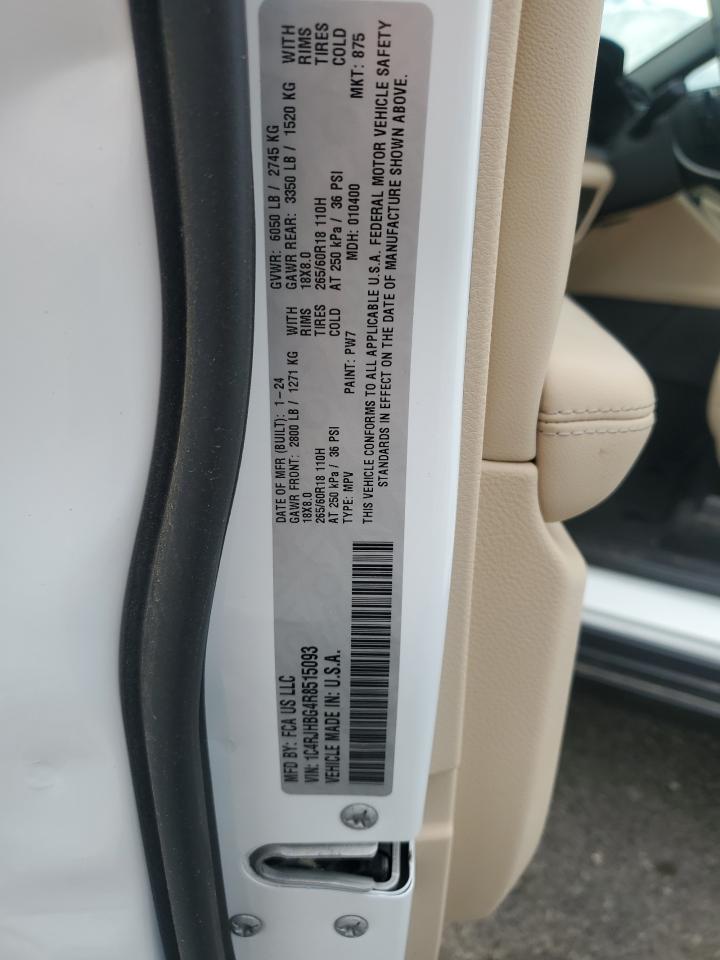 MFD BY: FCA US LLC
VIN: 1C4RJHBG4R8515093
VEHICLE MADE IN: U.S.A.
DATE OF MFR (BUILT): 1-24 GVWR: 6050 LB / 2745 KG
GAWR FRONT: 2800 LB / 1271 KG WITH GAWR REAR: 3350 LB / 1520 KG WITH
18X8.0 RIMS 18X8.0 RIMS
265/60R18 110H TIRES 265/60R18 110H TIRES
AT 250 kPa / 36 PSI COLD AT 250 kPa / 36 PSI COLD
TYPE: MPV PAINT: PW7 MDH: 010400 MKT: 875
THIS VEHICLE CONFORMS TO ALL APPLICABLE U.S.A. FEDERAL MOTOR VEHICLE SAFETY
STANDARDS IN EFFECT ON THE DATE OF MANUFACTURE SHOWN ABOVE.